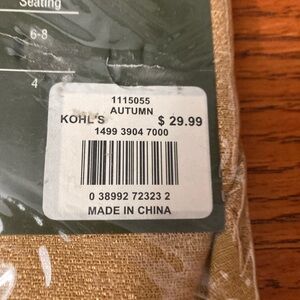 Seating
6-8
4
1115055
AUTUMN
KOHL'S $ 29.99
1499 3904 7000
0 38992 72323 2
MADE IN CHINA